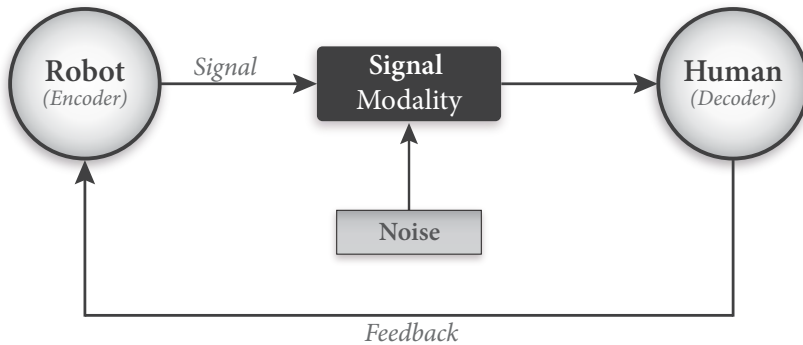 Robot
(Encoder)
Signal
Signal
Modality
Human
(Decoder)
Noise
Feedback